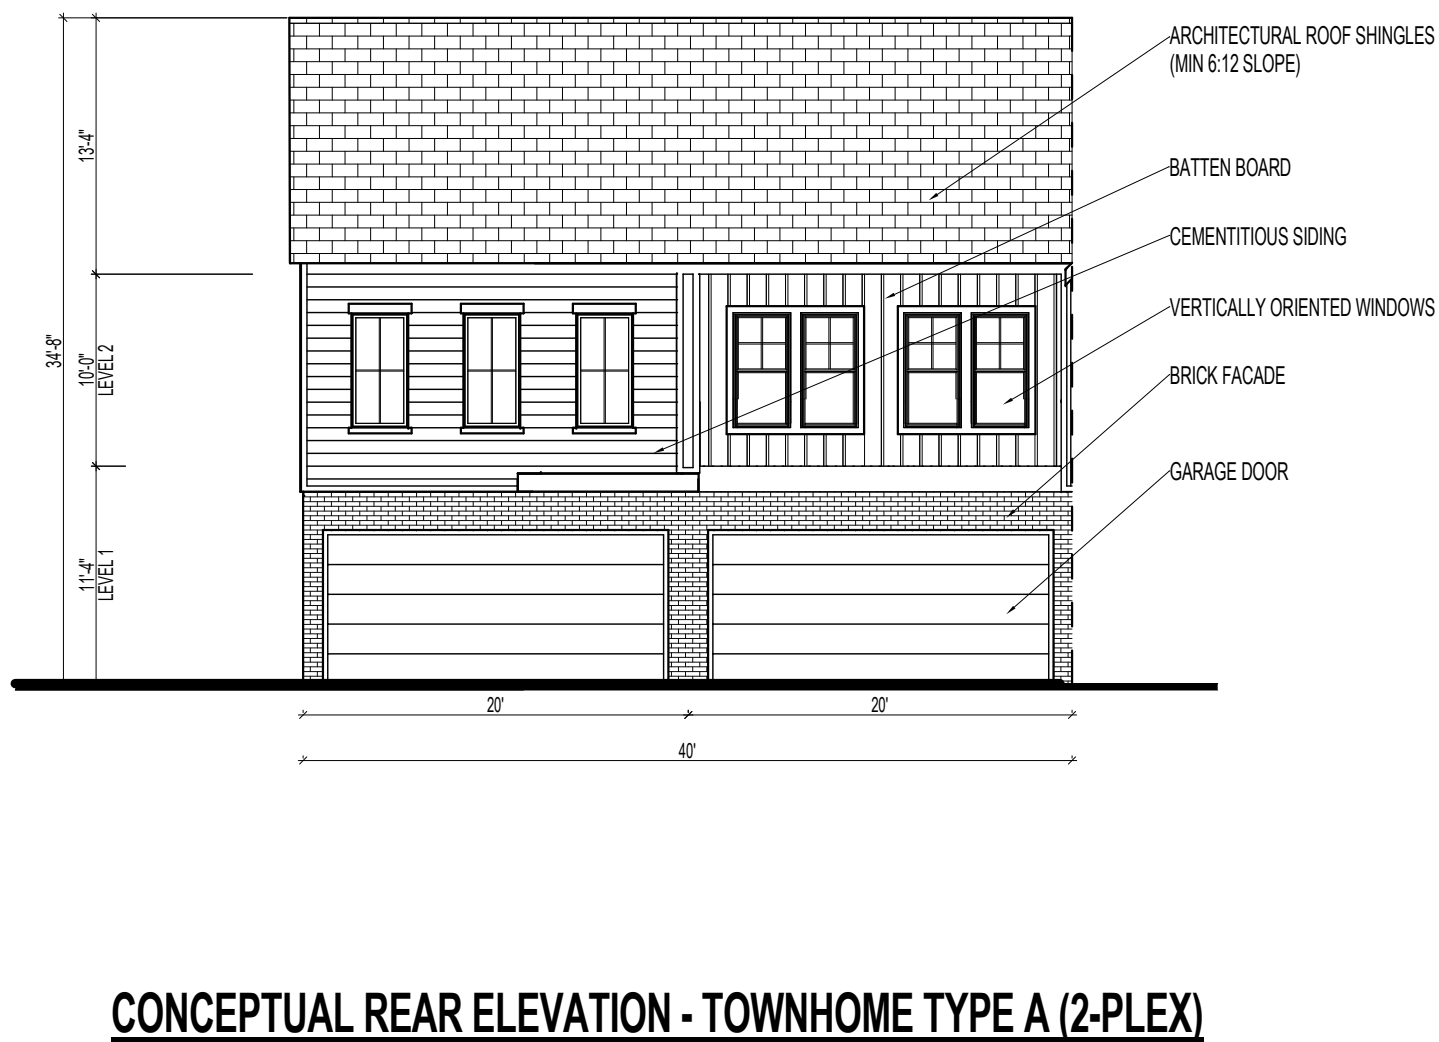 ARCHITECTURAL ROOF SHINGLES
(MIN 6:12 SLOPE)
BATTEN BOARD
CEMENTITIOUS SIDING
VERTICALLY ORIENTED WINDOWS
BRICK FACADE
GARAGE DOOR
13'-4"
34'-8"
10'-0"
LEVEL 2
11'-4"
LEVEL 1
20'
20'
40'
CONCEPTUAL REAR ELEVATION - TOWNHOME TYPE A (2-PLEX)